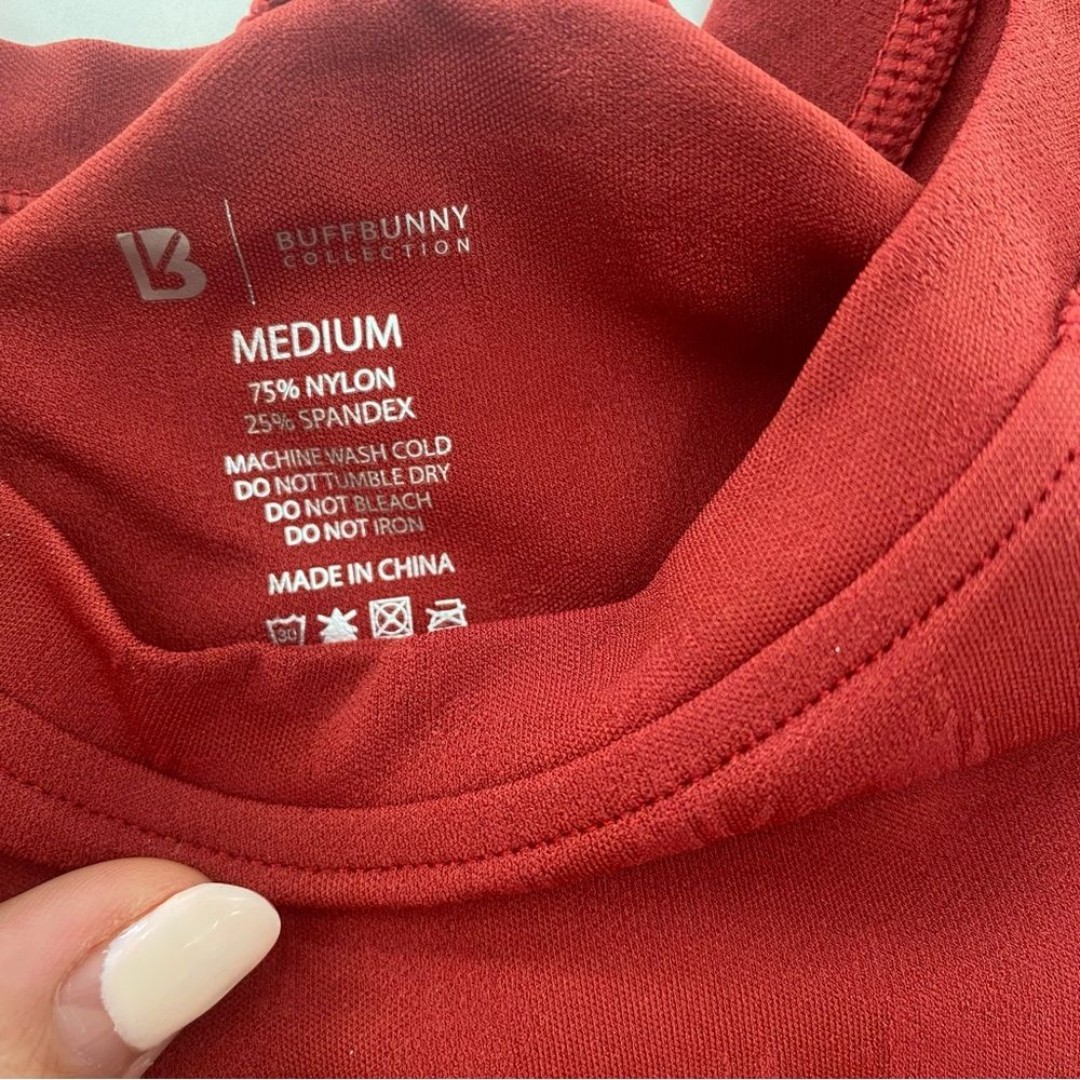 BUFFBUNNY
COLLECTION
MEDIUM
75% NYLON
25% SPANDEX
MACHINE WASH COLD
DO NOT TUMBLE DRY
DO NOT BLEACH
DO NOT IRON
MADE IN CHINA
30